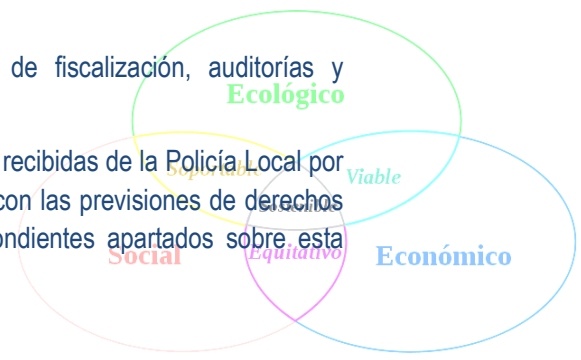 de fiscalización, auditorías y
Ecológico
recibidas de la Policía Local por
Soportable
Viable
con las previsiones de derechos
Sostenible
ondientes apartados sobre esta
Social
Equitativo
Económico